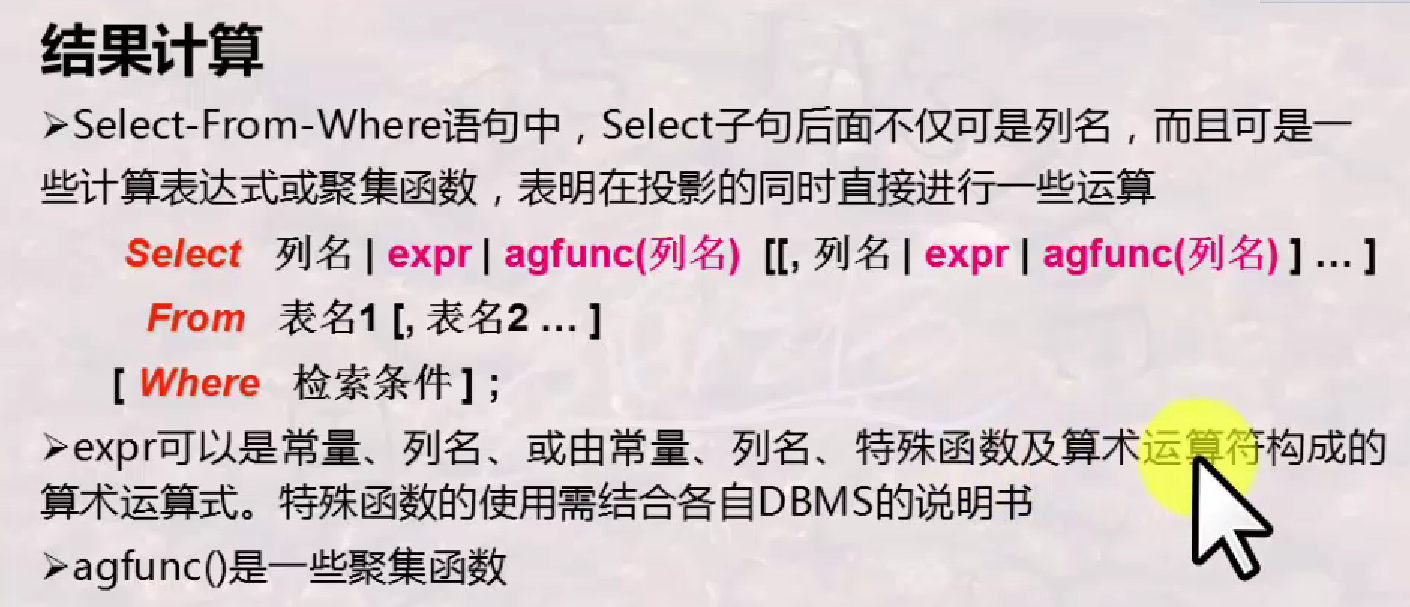 结果计算
➢Select-From-Where语句中，Select子句后面不仅可是列名，而且可是一
些计算表达式或聚集函数，表明在投影的同时直接进行一些运算
Select 列名 | expr | agfunc(列名) [[, 列名 | expr | agfunc(列名) ] … ]
From 表名1 [, 表名2 … ]
[ Where 检索条件 ] ;
➢expr可以是常量、列名、或由常量、列名、特殊函数及算术运算符构成的
算术运算式。特殊函数的使用需结合各自DBMS的说明书
➢agfunc()是一些聚集函数